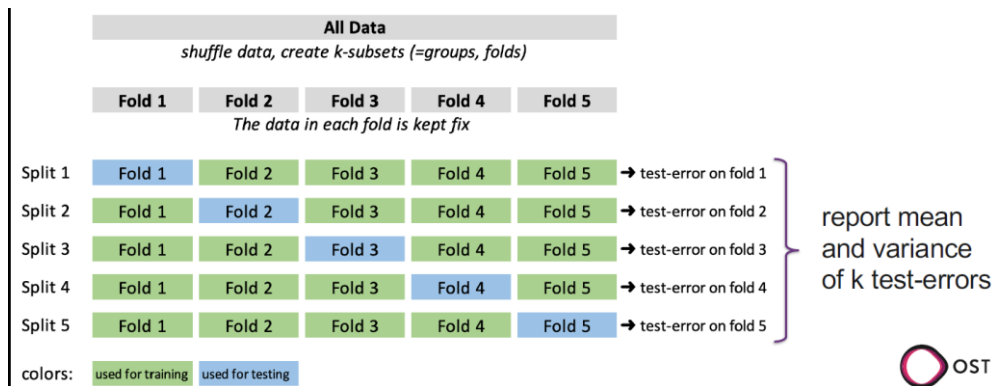 All Data
shuffle data, create k-subsets (=groups, folds)
Fold 1 Fold 2 Fold 3 Fold 4 Fold 5
The data in each fold is kept fix
Split 1 Fold 1 Fold 2 Fold 3 Fold 4 Fold 5 → test-error on fold 1
Split 2 Fold 1 Fold 2 Fold 3 Fold 4 Fold 5 → test-error on fold 2
Split 3 Fold 1 Fold 2 Fold 3 Fold 4 Fold 5 → test-error on fold 3
Split 4 Fold 1 Fold 2 Fold 3 Fold 4 Fold 5 → test-error on fold 4
Split 5 Fold 1 Fold 2 Fold 3 Fold 4 Fold 5 → test-error on fold 5
report mean
and variance
of k test-errors
colors: used for training used for testing
OST